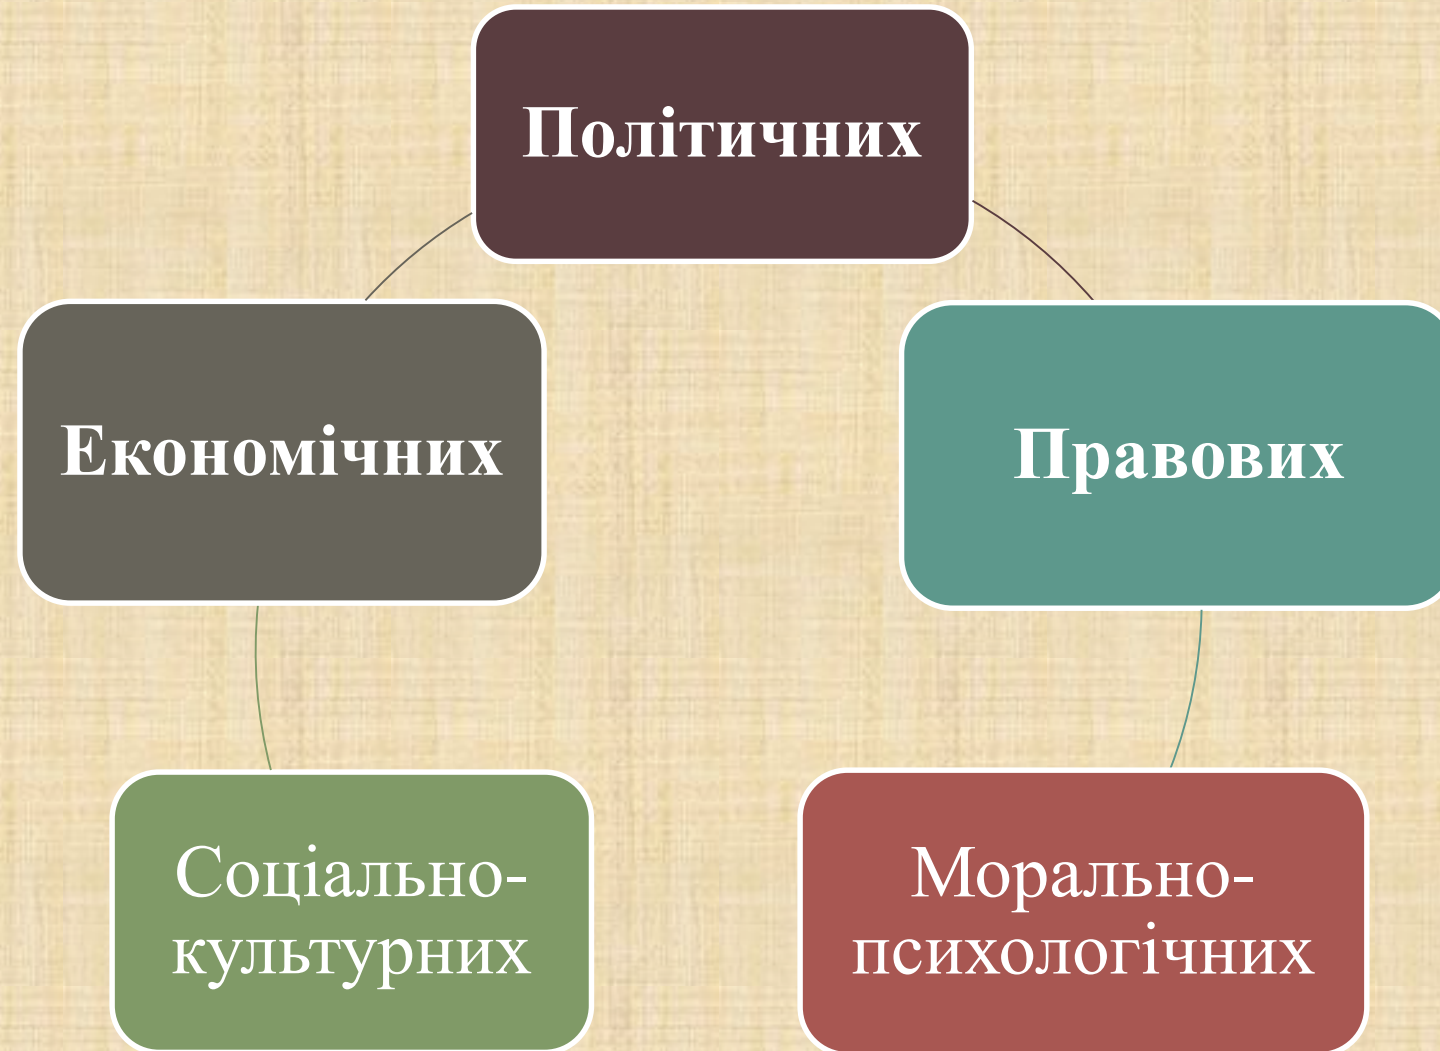 Політичних
Економічних
Правових
Соціально-
культурних
Морально-
психологічних